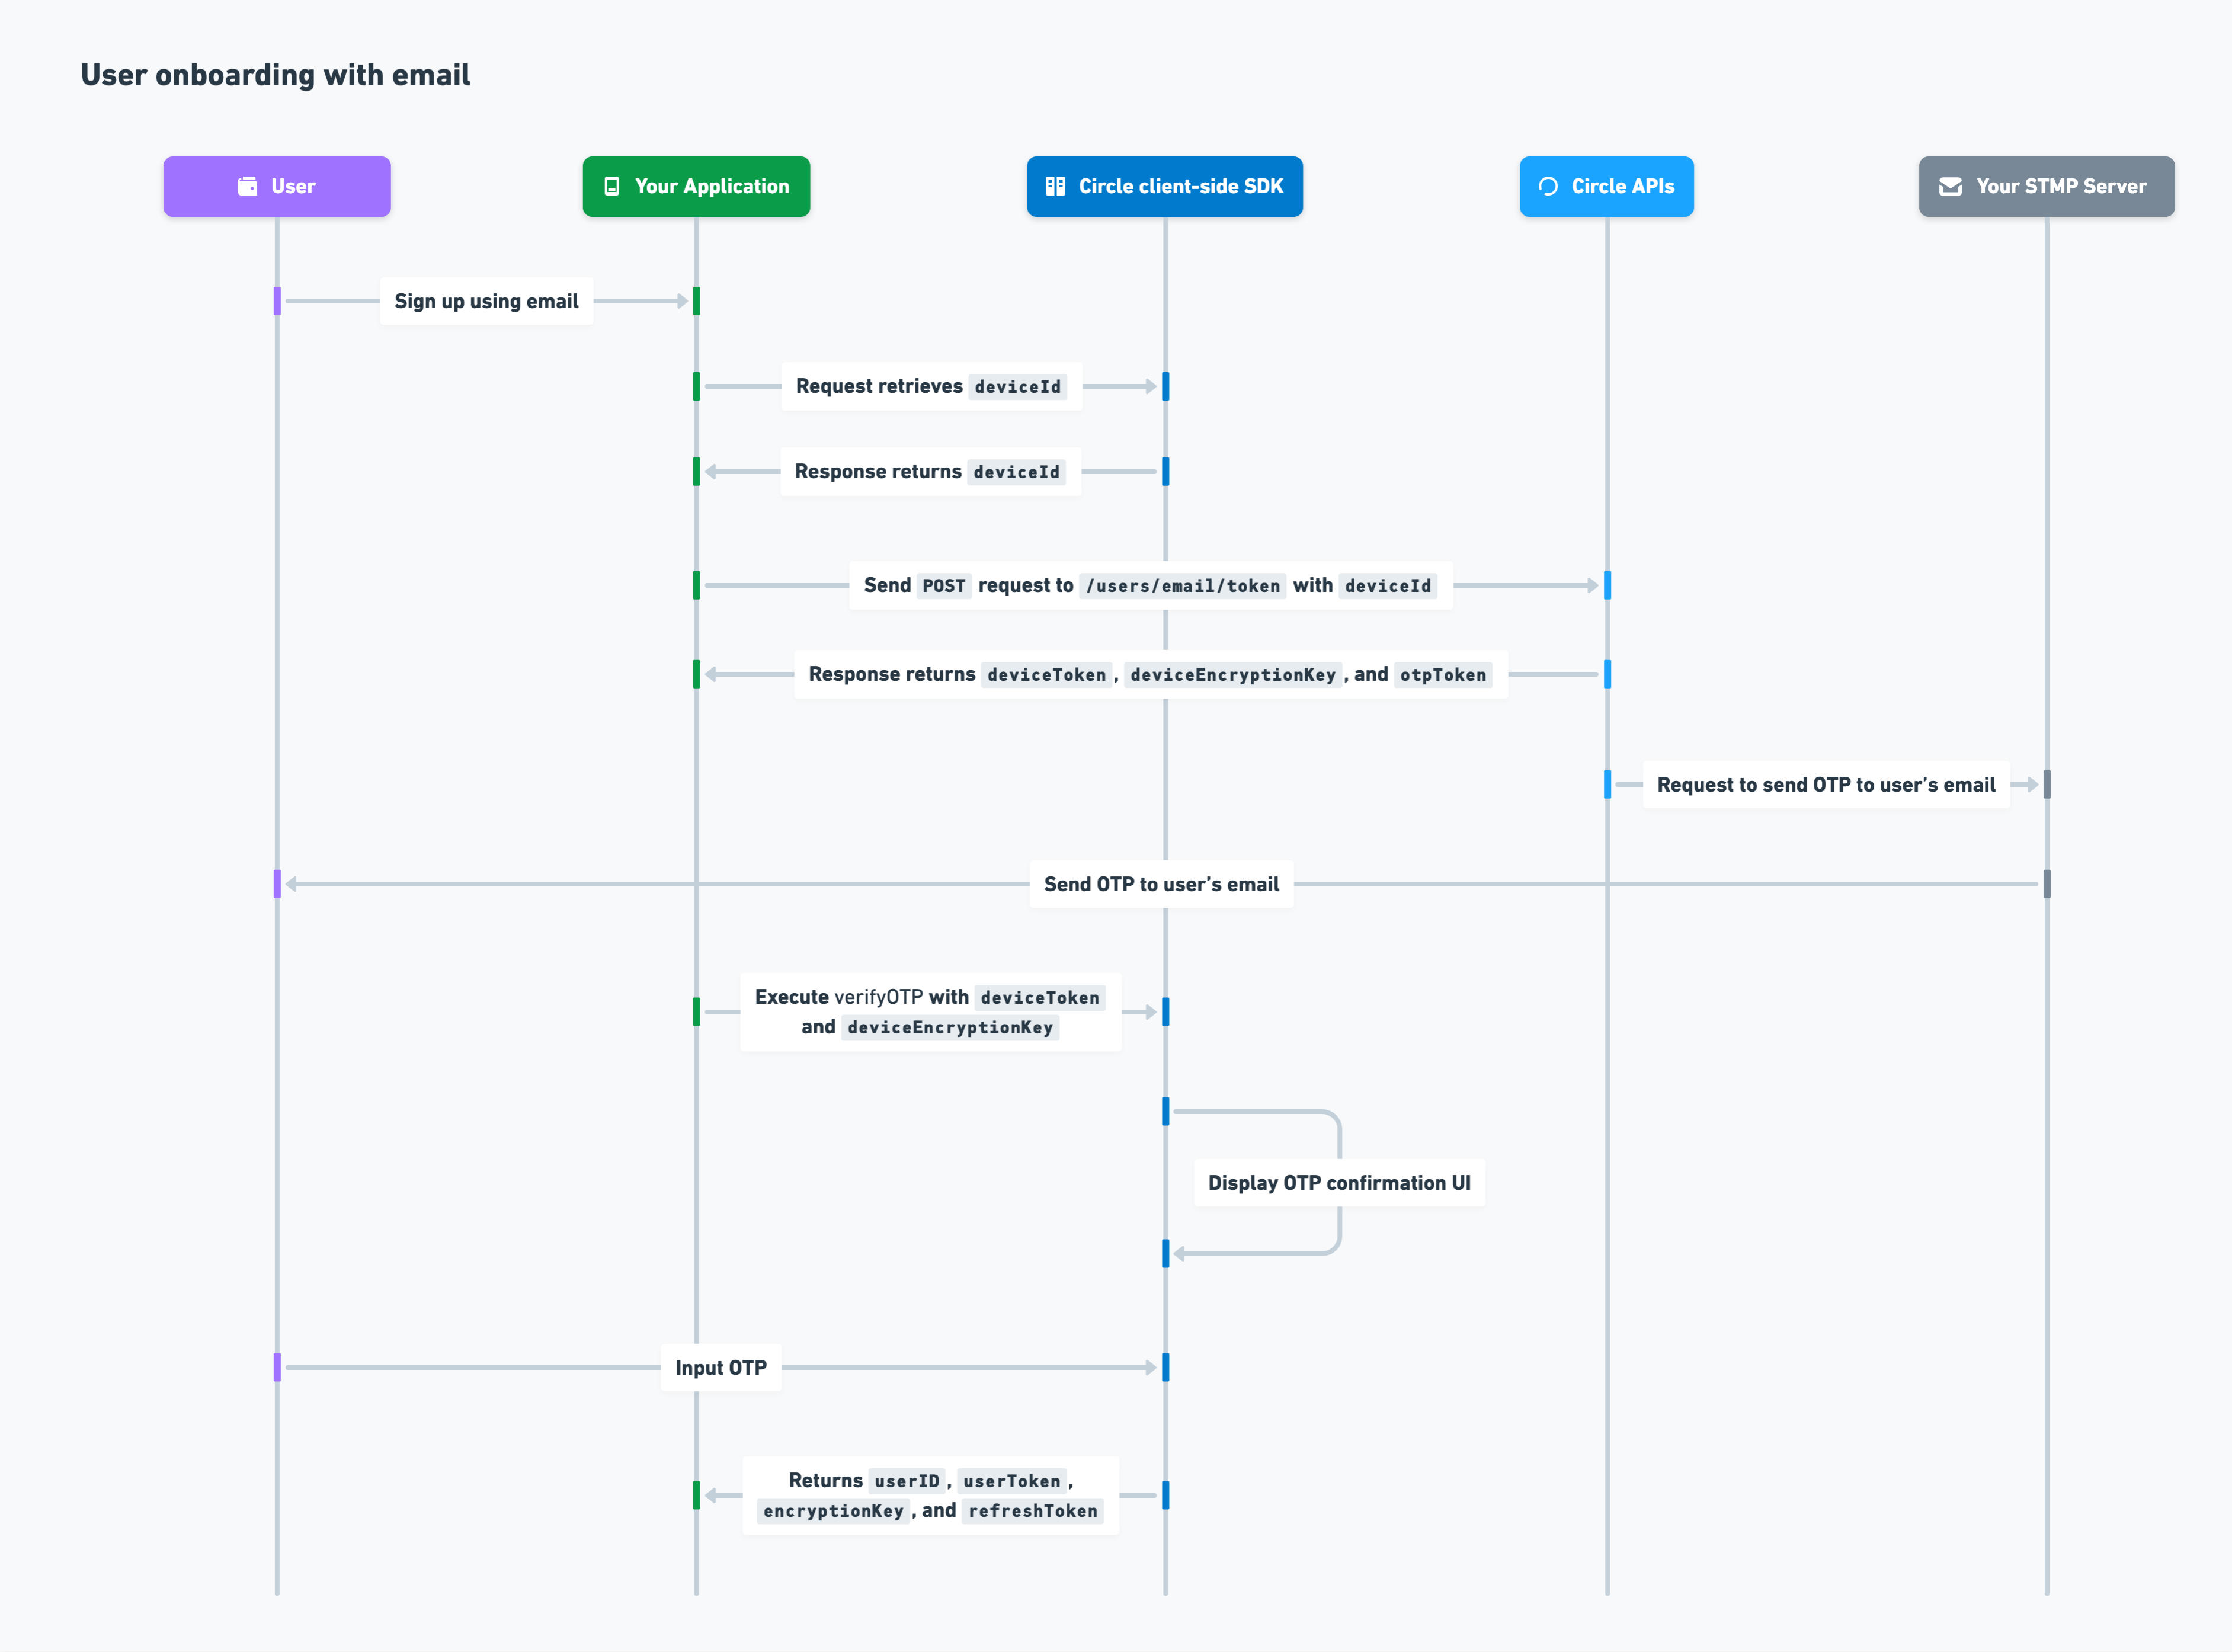 User onboarding with email
User
Your Application
Circle client-side SDK
Circle APIs
Your STMP Server
Sign up using email
Request retrieves deviceId
Response returns deviceId
Send POST request to /users/email/token with deviceId
Response returns deviceToken, deviceEncryptionKey, and otpToken
Request to send OTP to user’s email
Send OTP to user’s email
Execute verifyOTP with deviceToken
and deviceEncryptionKey
Display OTP confirmation UI
Input OTP
Returns userID, userToken,
encryptionKey, and refreshToken